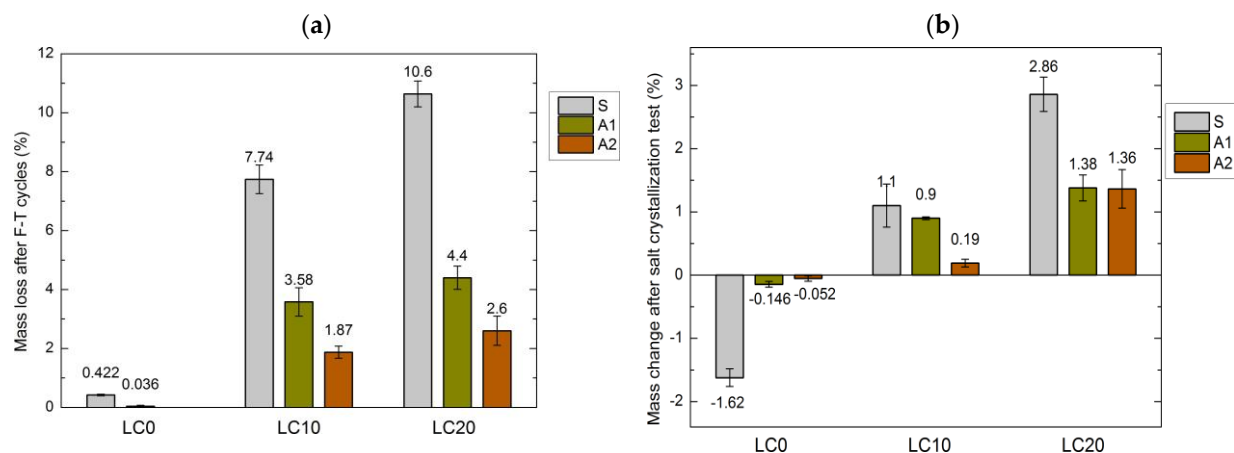 (a)
Mass loss after F-T cycles (%)
12
10
8
6
4
2
0
0.422
0.036
7.74
3.58
1.87
10.6
4.4
2.6
LC0
LC10
LC20
S
A1
A2
(b)
Mass change after salt crystallization test (%)
3
2
1
0
-1
-2
-1.62
-0.146
-0.052
1.1
0.9
0.19
2.86
1.38
1.36
LC0
LC10
LC20
S
A1
A2